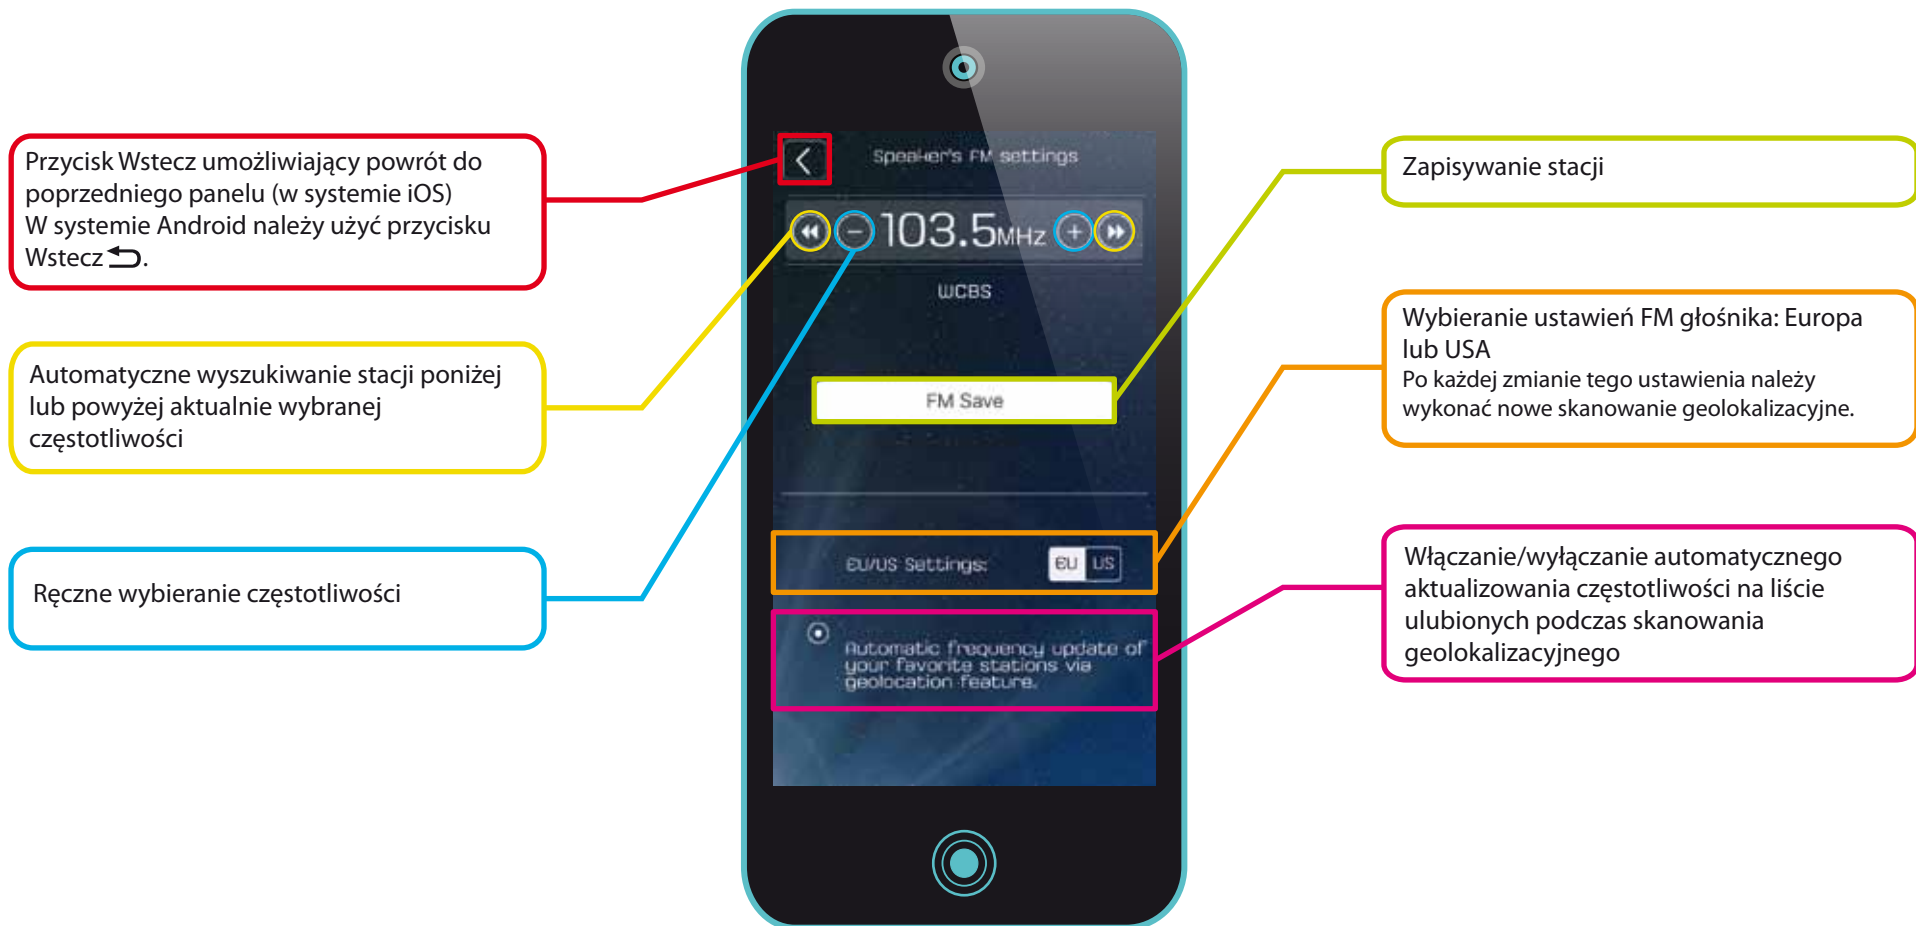 Przycisk Wstecz umożliwiający powrót do
poprzedniego panelu (w systemie iOS)
W systemie Android należy użyć przycisku
Wstecz.
Automatyczne wyszukiwanie stacji poniżej
lub powyżej aktualnie wybranej
częstotliwości
Ręczne wybieranie częstotliwości
Speaker's FM settings
103.5MHz
WCBS
FM Save
EU/US Settings:
EU US
Automatic frequency update of
your favorite stations via
geolocation feature.
Zapisywanie stacji
Wybieranie ustawień FM głośnika: Europa
lub USA
Po każdej zmianie tego ustawienia należy
wykonać nowe skanowanie geolokalizacyjne.
Włączanie/wyłączanie automatycznego
aktualizowania częstotliwości na liście
ulubionych podczas skanowania
geolokalizacyjnego